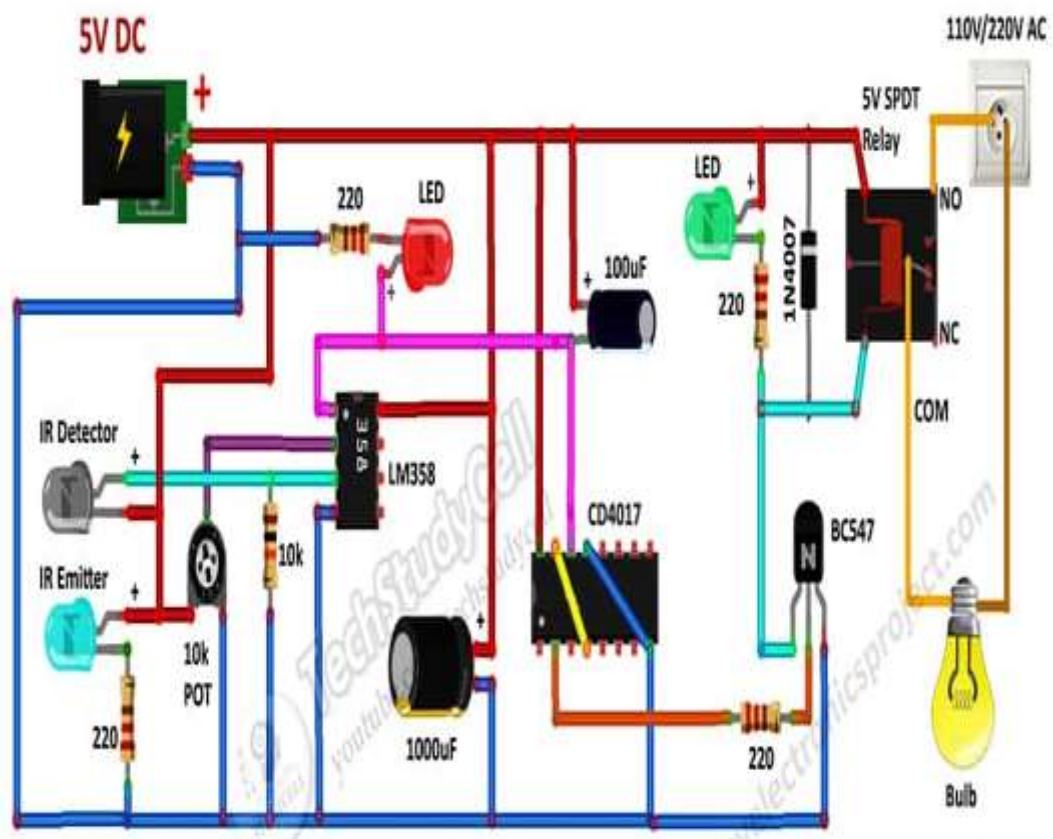 5V DC
+
110V/220V AC
5V SPDT
Relay
NO
NC
COM
LED
220
LED
+
+
100uF
+
220
1N4007
IR Detector
+
358
LM358
10k
CD4017
BC547
IR Emitter
+
10k
POT
220
1000uF
+
220
Bulb
TechStudyCell